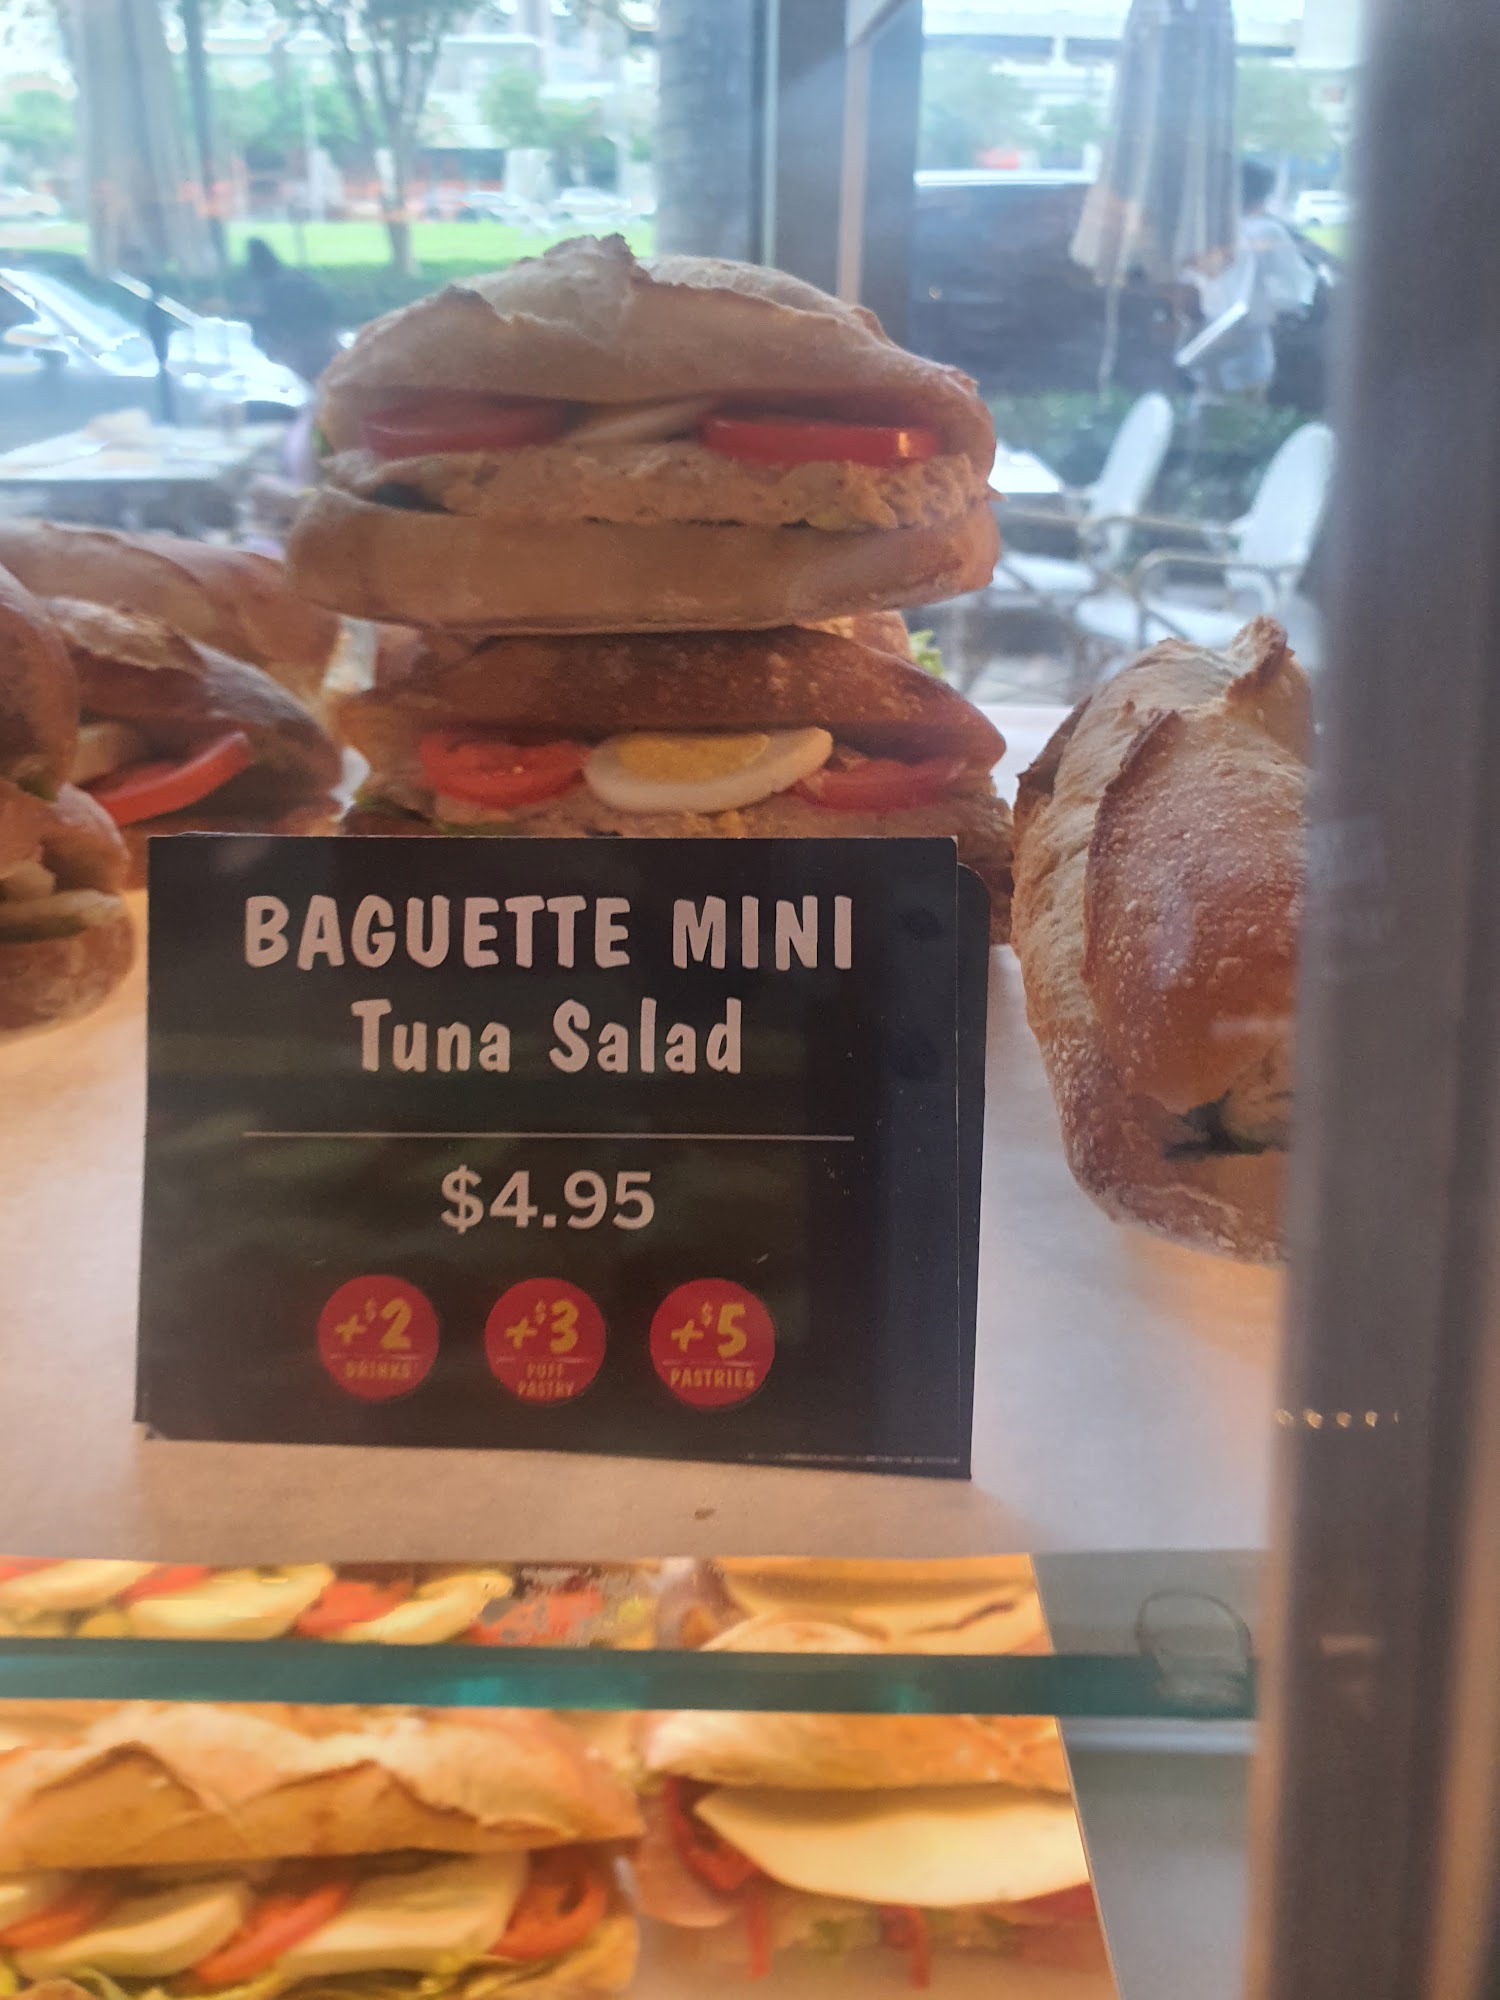 BAGUETTE MINI
Tuna Salad
$4.95
+$2 +$3 +$5
DRINKS PUFF PASTRIES
PASTRY